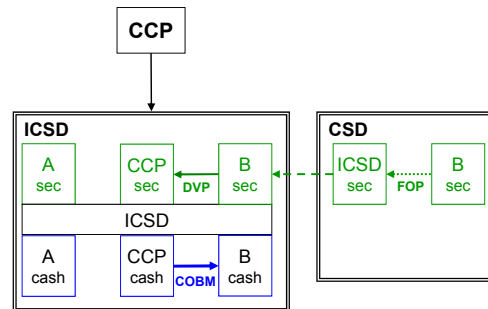 CCP
ICSD
CSD
A
sec
CCP
sec
B
sec
ICSD
sec
B
sec
DVP
FOP
ICSD
A
cash
CCP
cash
B
cash
COBM